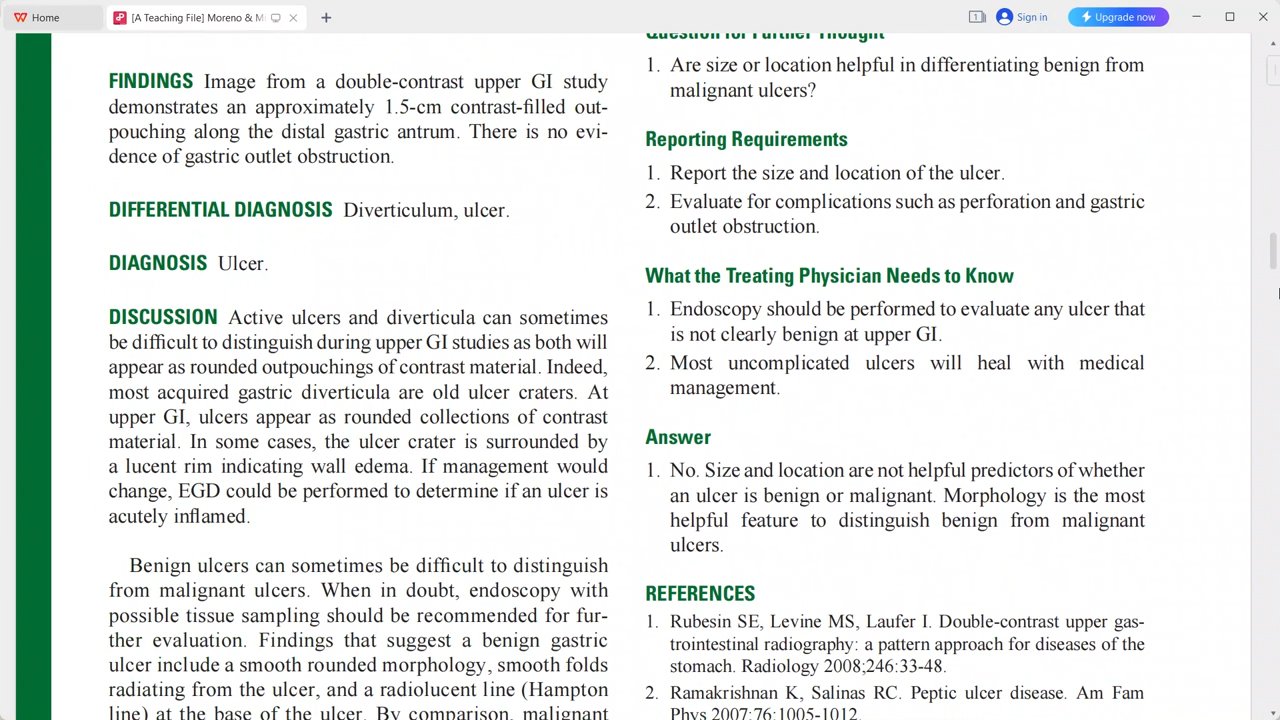 Home
[A Teaching File] Moreno & M
1
Sign in
Upgrade now
FINDINGS Image from a double-contrast upper GI study
demonstrates an approximately 1.5-cm contrast-filled out-
pouching along the distal gastric antrum. There is no evi-
dence of gastric outlet obstruction.
DIFFERENTIAL DIAGNOSIS Diverticulum, ulcer.
DIAGNOSIS Ulcer.
DISCUSSION Active ulcers and diverticula can sometimes
be difficult to distinguish during upper GI studies as both will
appear as rounded outpouchings of contrast material. Indeed,
most acquired gastric diverticula are old ulcer craters. At
upper GI, ulcers appear as rounded collections of contrast
material. In some cases, the ulcer crater is surrounded by
a lucent rim indicating wall edema. If management would
change, EGD could be performed to determine if an ulcer is
acutely inflamed.
Benign ulcers can sometimes be difficult to distinguish
from malignant ulcers. When in doubt, endoscopy with
possible tissue sampling should be recommended for fur-
ther evaluation. Findings that suggest a benign gastric
ulcer include a smooth rounded morphology, smooth folds
radiating from the ulcer, and a radiolucent line (Hampton
line) at the base of the ulcer. By comparison, malignant
Question for Further Thought
1. Are size or location helpful in differentiating benign from
malignant ulcers?
Reporting Requirements
1. Report the size and location of the ulcer.
2. Evaluate for complications such as perforation and gastric
outlet obstruction.
What the Treating Physician Needs to Know
1. Endoscopy should be performed to evaluate any ulcer that
is not clearly benign at upper GI.
2. Most uncomplicated ulcers will heal with medical
management.
Answer
1. No. Size and location are not helpful predictors of whether
an ulcer is benign or malignant. Morphology is the most
helpful feature to distinguish benign from malignant
ulcers.
REFERENCES
1. Rubesin SE, Levine MS, Laufer I. Double-contrast upper gas-
trointestinal radiography: a pattern approach for diseases of the
stomach. Radiology 2008;246:33-48.
2. Ramakrishnan K, Salinas RC. Peptic ulcer disease. Am Fam
Phys 2007;76:1005-1012.